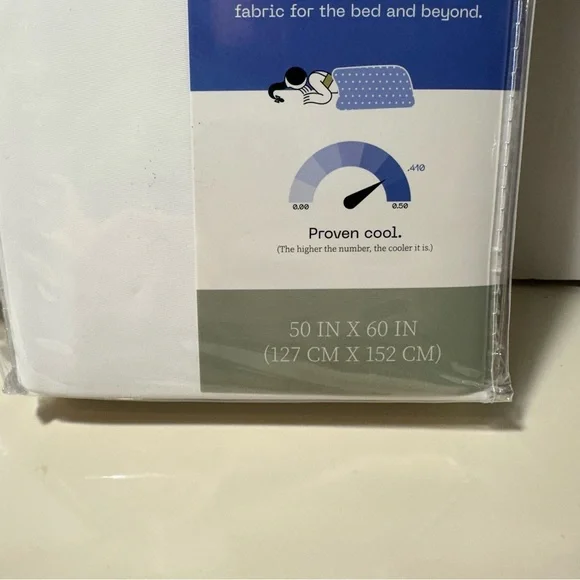 fabric for the bed and beyond.
.410
0.00
0.50
Proven cool.
(The higher the number, the cooler it is.)
50 IN X 60 IN
(127 CM X 152 CM)